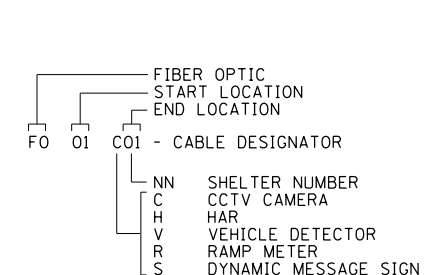 FIBER OPTIC
START LOCATION
END LOCATION
FO 01 C01 - CABLE DESIGNATOR
NN SHELTER NUMBER
C CCTV CAMERA
H HAR
V VEHICLE DETECTOR
R RAMP METER
S DYNAMIC MESSAGE SIGN